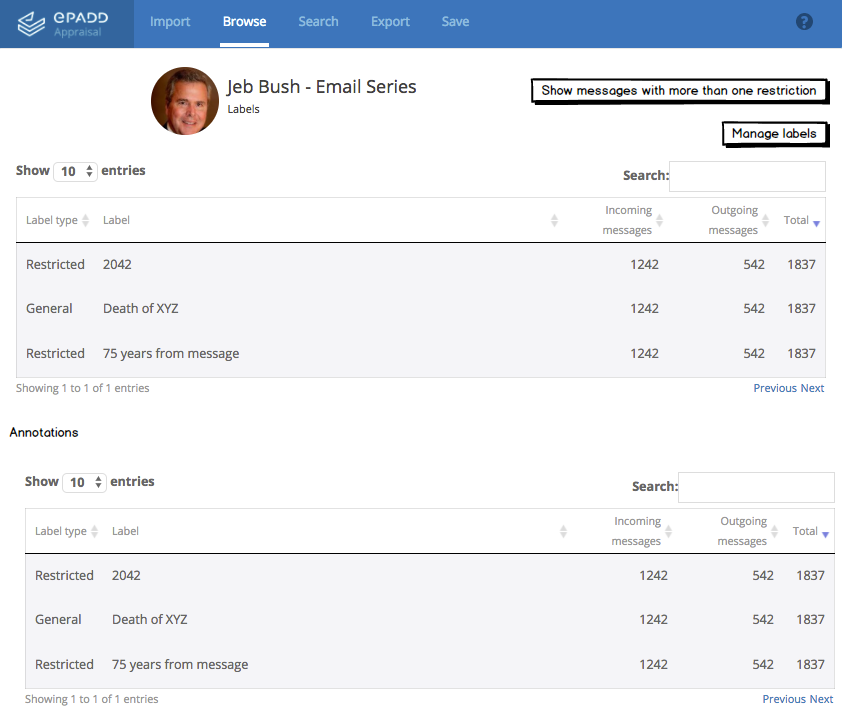 ePADD
Appraisal
Import Browse Search Export Save ?
Jeb Bush - Email Series
Labels
Show messages with more than one restriction
Manage labels
Show 10 entries Search:
Label type Label Incoming messages Outgoing messages Total
Restricted 2042 1242 542 1837
General Death of XYZ 1242 542 1837
Restricted 75 years from message 1242 542 1837
Showing 1 to 1 of 1 entries Previous Next
Annotations
Show 10 entries Search:
Label type Label Incoming messages Outgoing messages Total
Restricted 2042 1242 542 1837
General Death of XYZ 1242 542 1837
Restricted 75 years from message 1242 542 1837
Showing 1 to 1 of 1 entries Previous Next